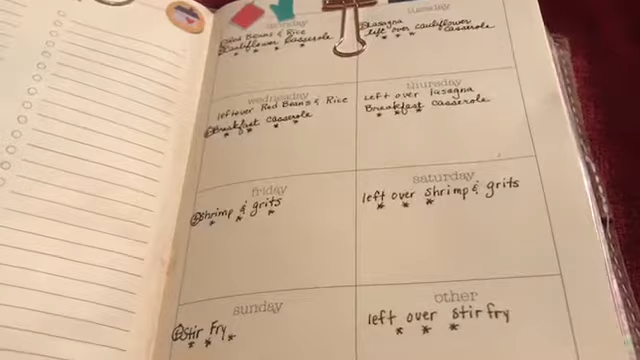 monday
Red Beans & Rice
Cauliflower Casserole
tuesday
Lasagna
left over cauliflower
casserole
wednesday
leftover Red Beans & Rice
Breakfast Casserole
thursday
Left over lasagna
Breakfast Casserole
friday
Shrimp & grits
saturday
left over shrimp & grits
sunday
Stir Fry
other
left over stir fry